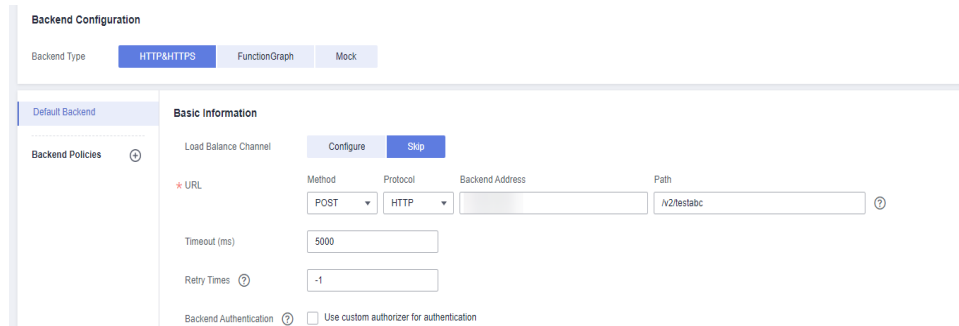 Backend Configuration
Backend Type HTTP&HTTPS FunctionGraph Mock
Default Backend
Basic Information
Load Balance Channel Configure Skip
Backend Policies
Method Protocol Backend Address Path
* URL
POST HTTP /v2/testabc ?
Timeout (ms) 5000
Retry Times ? -1
Backend Authentication ? Use custom authorizer for authentication